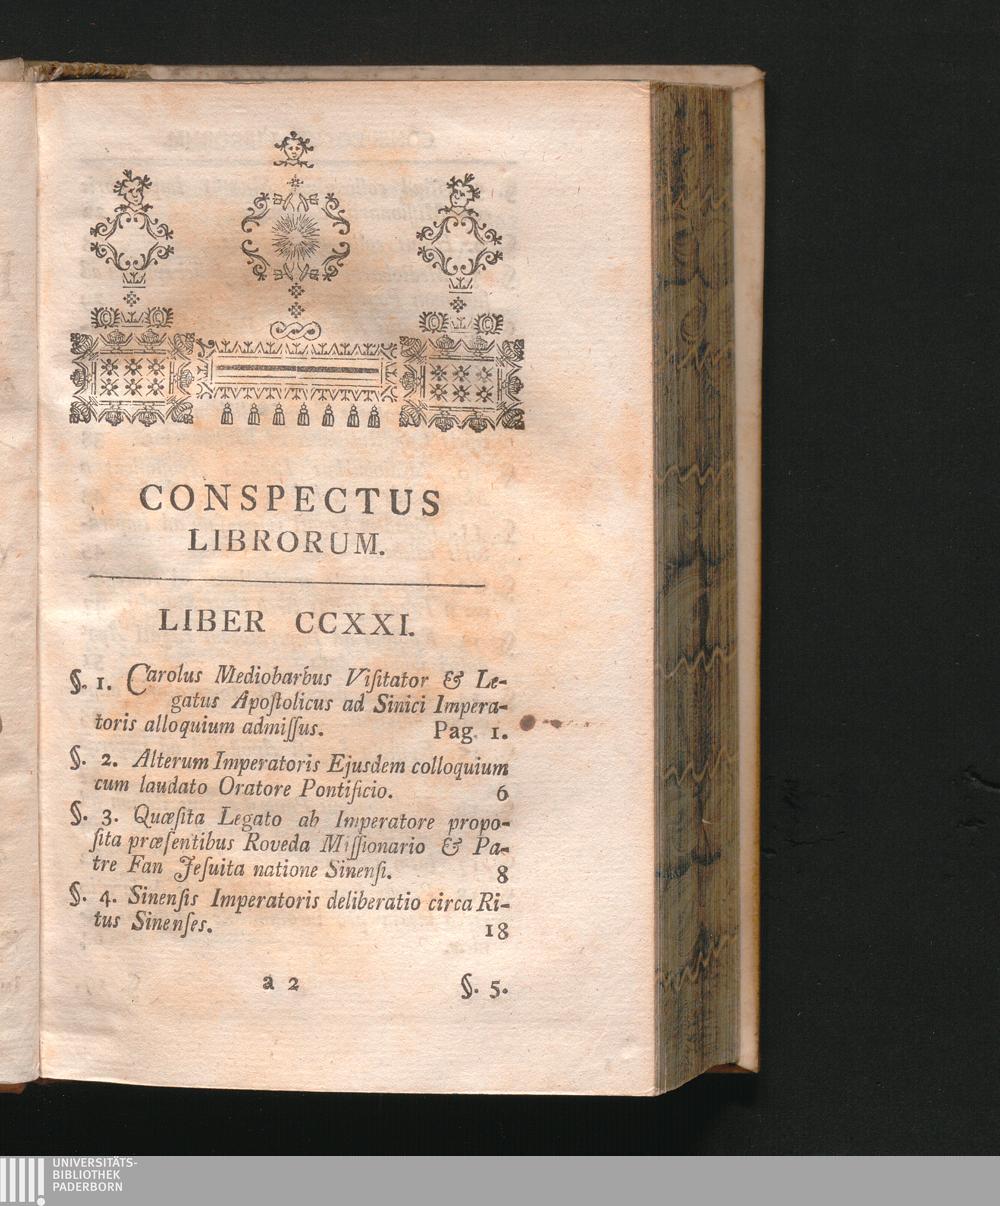 CONSPECTUS
LIBRORUM.
LIBER CCXXI.
§. 1. Carolus Mediobarbus Viſitator & Le-
gatus Apoſtolicus ad Sinici Impera-
toris alloquium admiſſus. Pag. 1.
§. 2. Alterum Imperatoris Ejusdem colloquium
cum laudato Oratore Pontificio. 6
§. 3. Quæſita Legato ab Imperatore propo-
ſita præſentibus Roveda Miſſionario & Pa-
tre Fan Jeſuita natione Sinenſi. 8
§. 4. Sinenſis Imperatoris deliberatio circa Ri-
tus Sinenſes. 18
a 2 §. 5.
UNIVERSITÄTS-
BIBLIOTHEK
PADERBORN